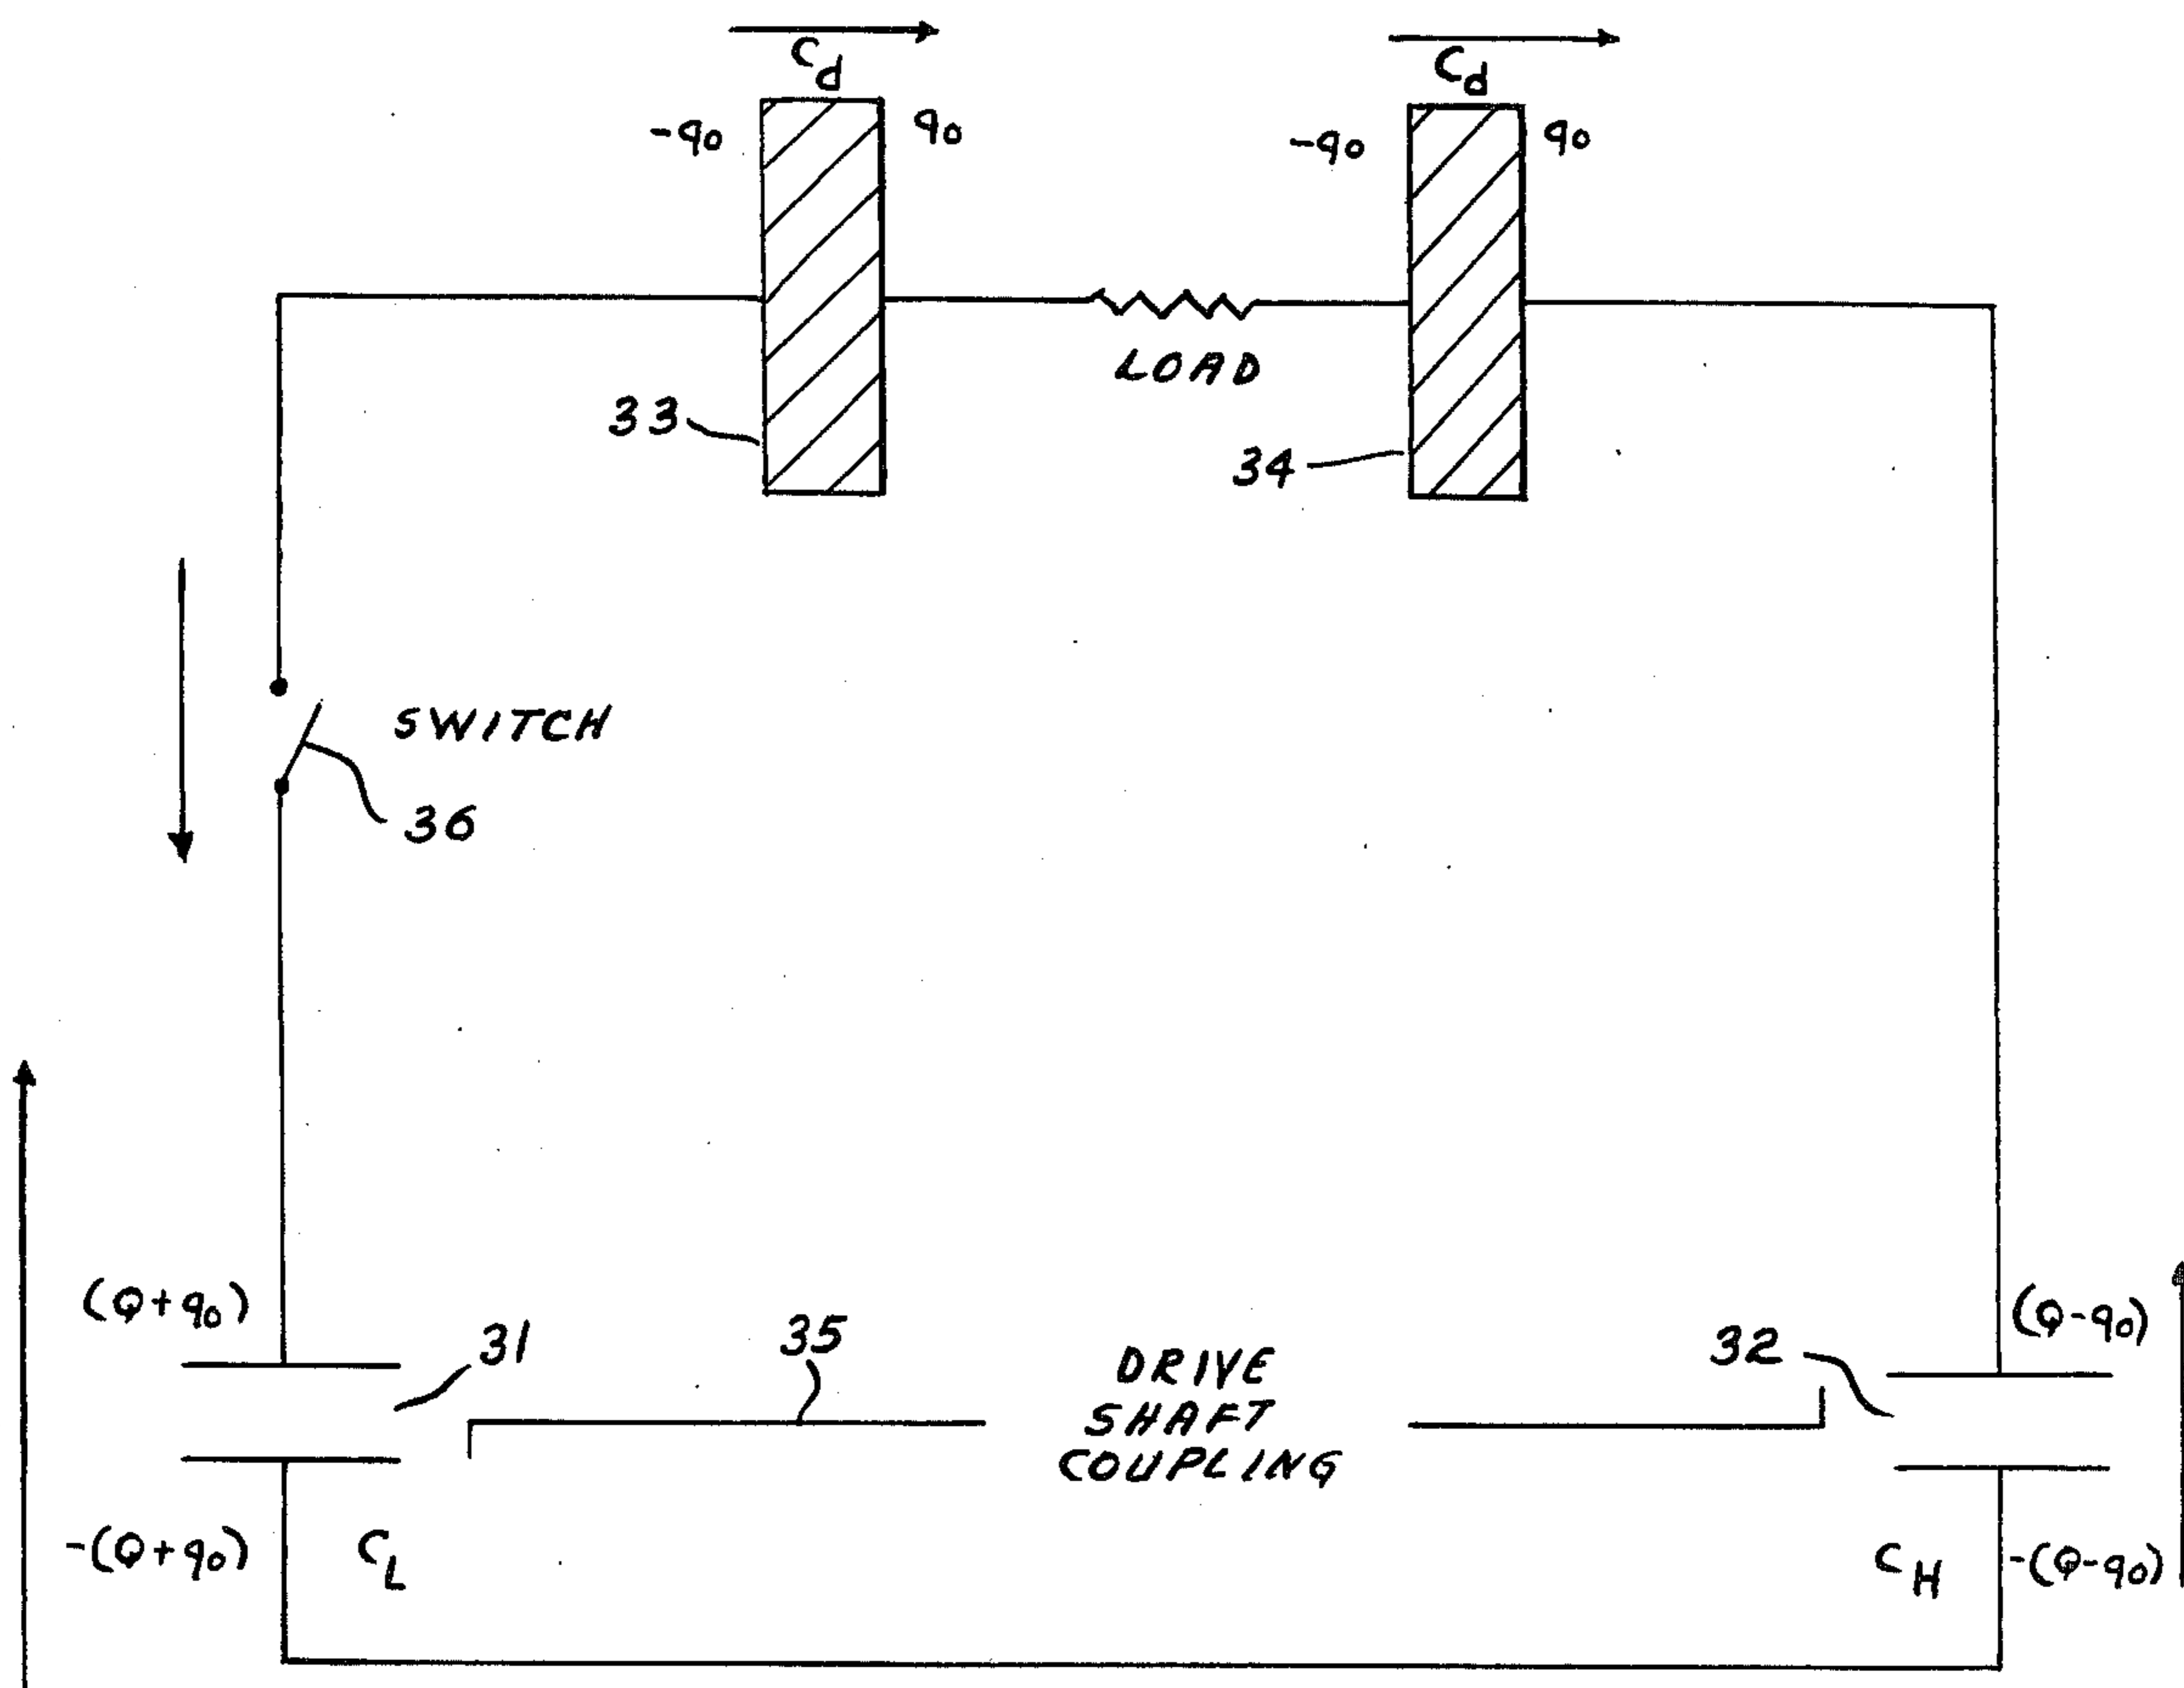 Cd
Cd
-q0
q0
-q0
q0
LOAD
33
34
SWITCH
36
(Q+q0)
(Q-q0)
31
35
DRIVE
SHAFT
COUPLING
32
-(Q+q0)
CL
CH
-(Q-q0)